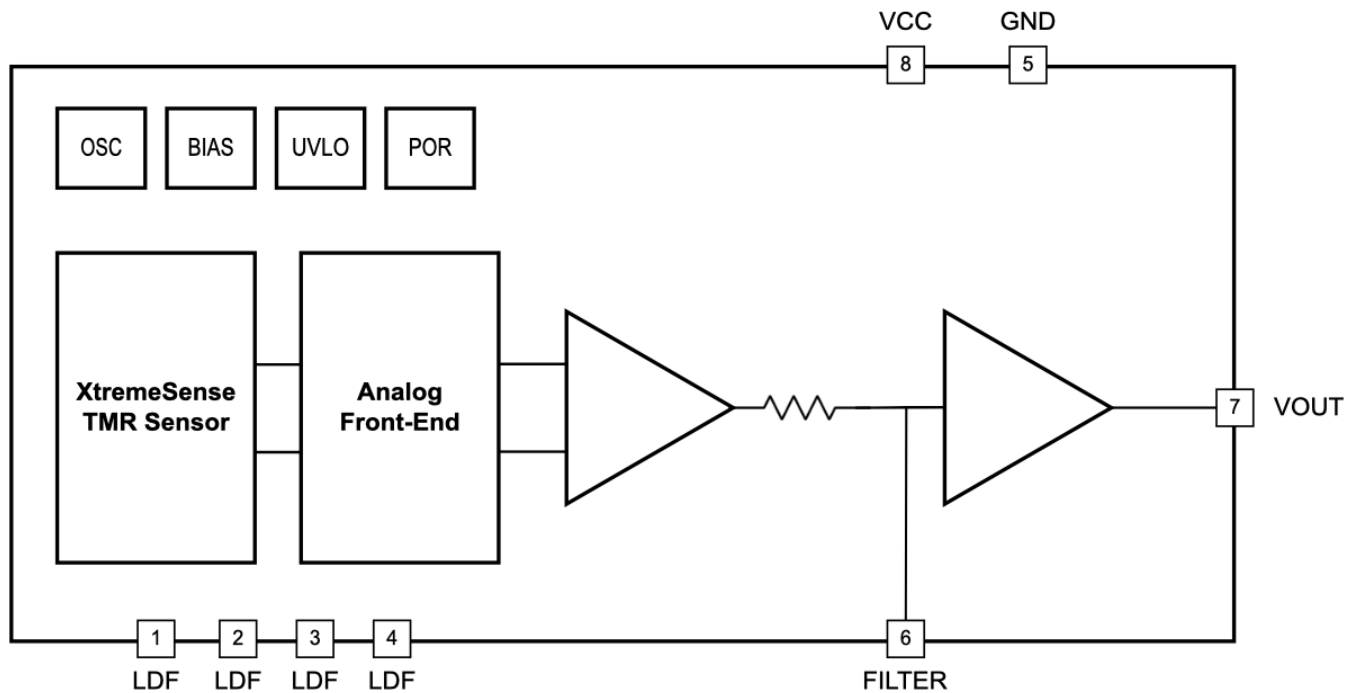 VCC GND
8 5
OSC BIAS UVLO POR
XtremeSense
TMR Sensor
Analog
Front-End
7 VOUT
1 2 3 4 6
LDF LDF LDF LDF FILTER